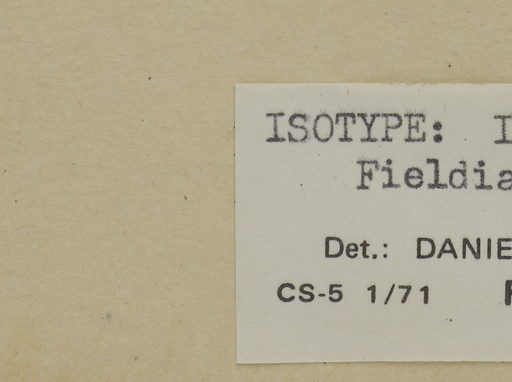 ISOTYPE:
Fieldia
Det.: DANIE
CS-5 1/71